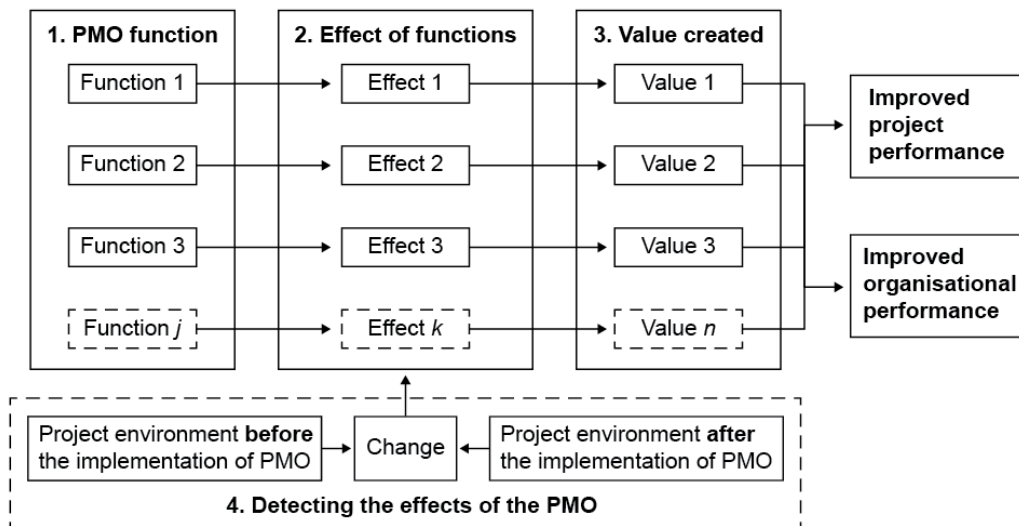 1. PMO function
2. Effect of functions
3. Value created
Function 1
Effect 1
Value 1
Improved
project
performance
Function 2
Effect 2
Value 2
Function 3
Effect 3
Value 3
Improved
organisational
performance
Function j
Effect k
Value n
Project environment before
the implementation of PMO
Change
Project environment after
the implementation of PMO
4. Detecting the effects of the PMO